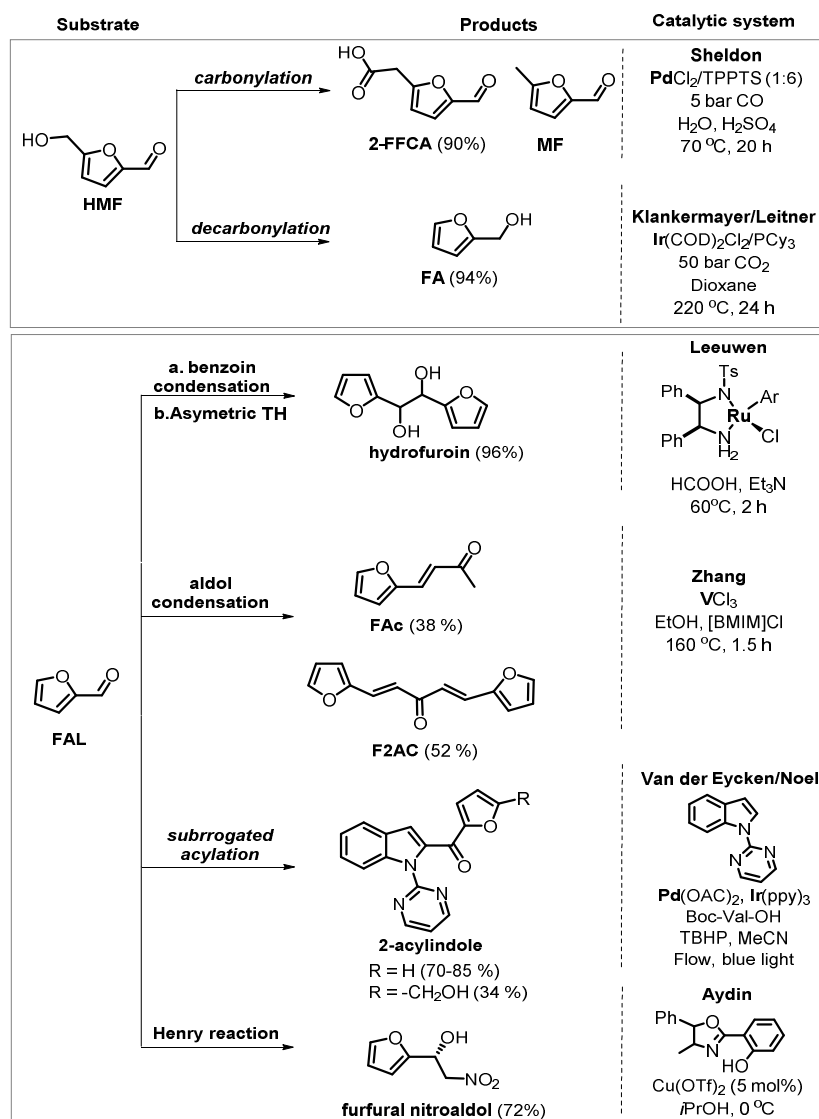 Substrate
Products
Catalytic system
carbonylation
HO
O
O
O
2-FFCA (90%)
O
O
MF
Sheldon
PdCl2/TPPTS (1:6)
5 bar CO
H2O, H2SO4
70 °C, 20 h
HO
O
O
HMF
decarbonylation
O
OH
FA (94%)
Klankermayer/Leitner
Ir(COD)2Cl2/PCy3
50 bar CO2
Dioxane
220 °C, 24 h
a. benzoin
condensation
b.Asymetric TH
O
OH
OH
O
hydrofuroin (96%)
Leeuwen
Ts
Ph
N
Ar
Ru
Ph
N
H2
Cl
HCOOH, Et3N
60°C, 2 h
aldol
condensation
O
O
FAc (38 %)
O
O
O
F2AC (52 %)
Zhang
VCl3
EtOH, [BMIM]Cl
160 °C, 1.5 h
O
O
FAL
subrrogated
acylation
R
O
O
N
N
N
2-acylindole
R = H (70-85 %)
R = -CH2OH (34 %)
Van der Eycken/Noel
N
N
N
Pd(OAC)2, Ir(ppy)3
Boc-Val-OH
TBHP, MeCN
Flow, blue light
Henry reaction
O
OH
NO2
furfural nitroaldol (72%)
Aydin
Ph
O
N
HO
Cu(OTf)2 (5 mol%)
iPrOH, 0 °C